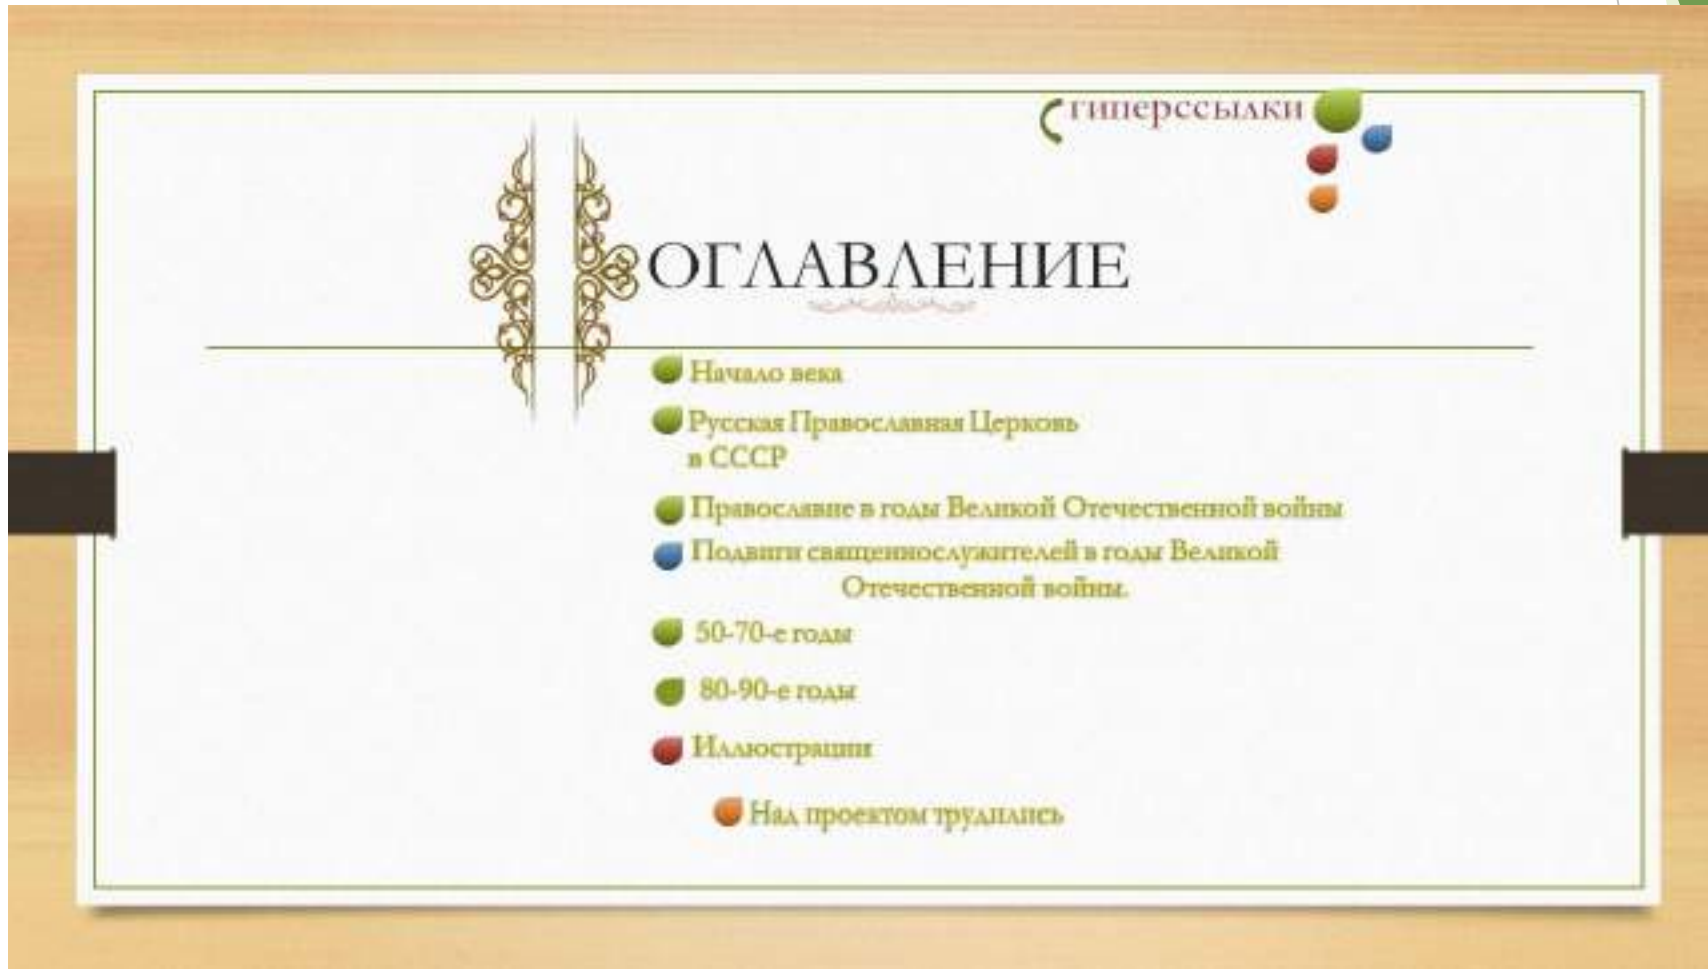 гиперссылки
ОГЛАВЛЕНИЕ
Начало века
Русская Православная Церковь
в СССР
Православие в годы Великой Отечественной войны
Подвиги священнослужителей в годы Великой
Отечественной войны.
50-70-е годы
80-90-е годы
Иллюстрации
Над проектом трудились